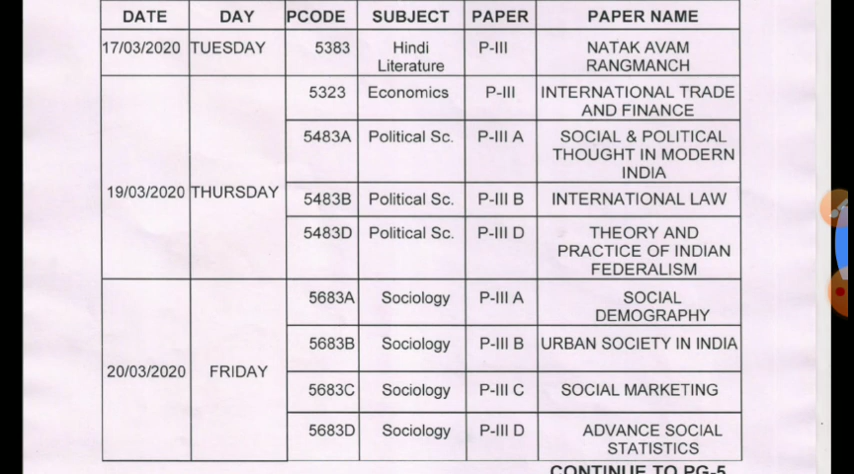 DATE DAY PCODE SUBJECT PAPER PAPER NAME
17/03/2020 TUESDAY 5383 Hindi P-III NATAK AVAM
Literature RANGMANCH
5323 Economics P-III INTERNATIONAL TRADE
AND FINANCE
5483A Political Sc. P-III A SOCIAL & POLITICAL
THOUGHT IN MODERN
INDIA
19/03/2020 THURSDAY 5483B Political Sc. P-III B INTERNATIONAL LAW
5483D Political Sc. P-III D THEORY AND
PRACTICE OF INDIAN
FEDERALISM
5683A Sociology P-III A SOCIAL
DEMOGRAPHY
5683B Sociology P-III B URBAN SOCIETY IN INDIA
20/03/2020 FRIDAY
5683C Sociology P-III C SOCIAL MARKETING
5683D Sociology P-III D ADVANCE SOCIAL
STATISTICS
CONTINUE TO PG-5